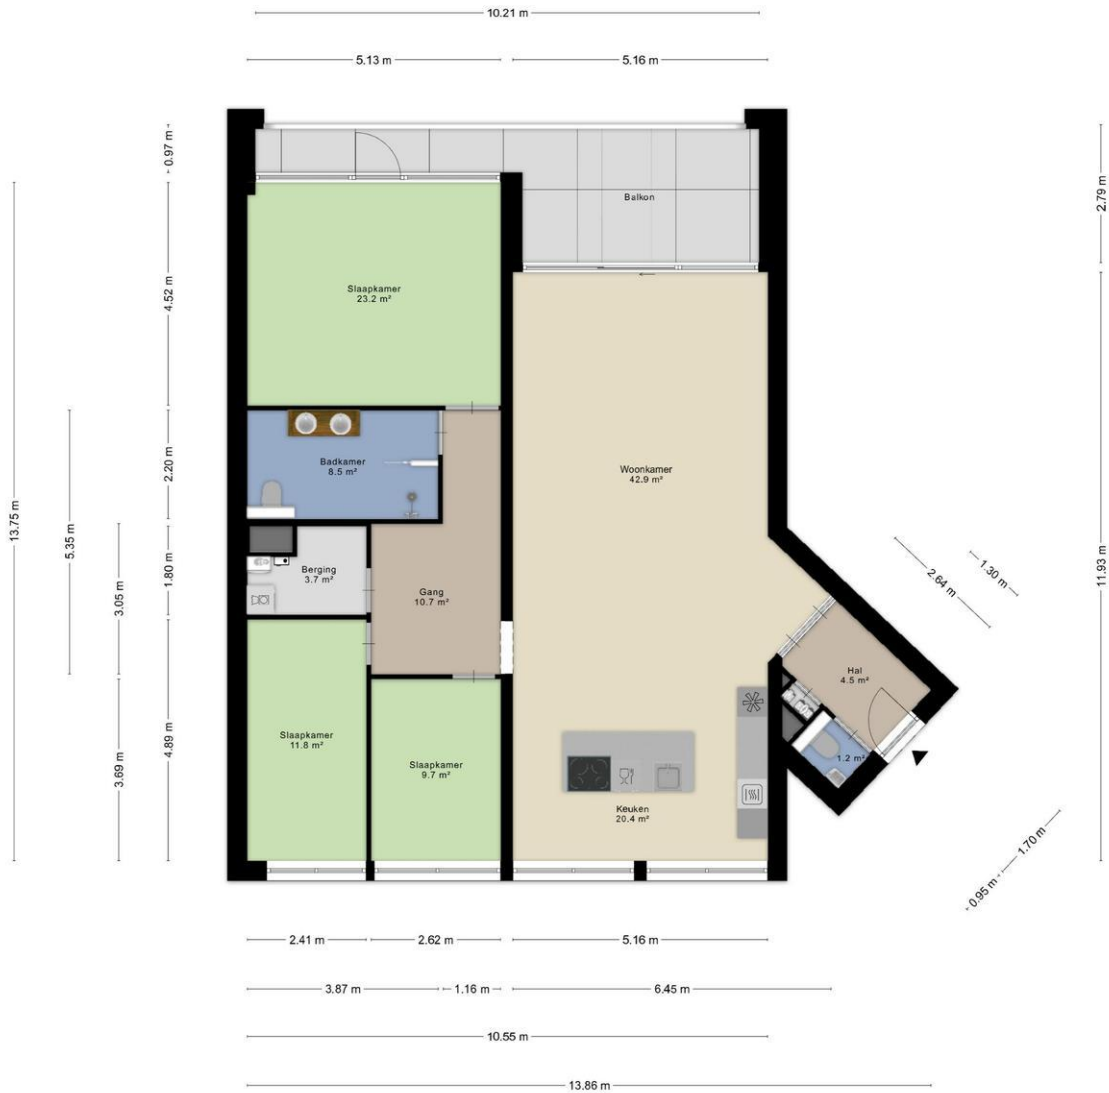 10.21 m
5.13 m
5.16 m
0.97 m
2.79 m
Balkon
Slaapkamer
23.2 m²
4.52 m
Badkamer
8.5 m²
2.20 m
Woonkamer
42.9 m²
13.75 m
5.35 m
3.05 m
1.80 m
Berging
3.7 m²
Gang
10.7 m²
2.64 m
1.30 m
11.93 m
Hal
4.5 m²
Slaapkamer
11.8 m²
Slaapkamer
9.7 m²
1.2 m²
3.69 m
4.89 m
Keuken
20.4 m²
1.70 m
0.95 m
2.41 m
2.62 m
5.16 m
3.87 m
1.16 m
6.45 m
10.55 m
13.86 m